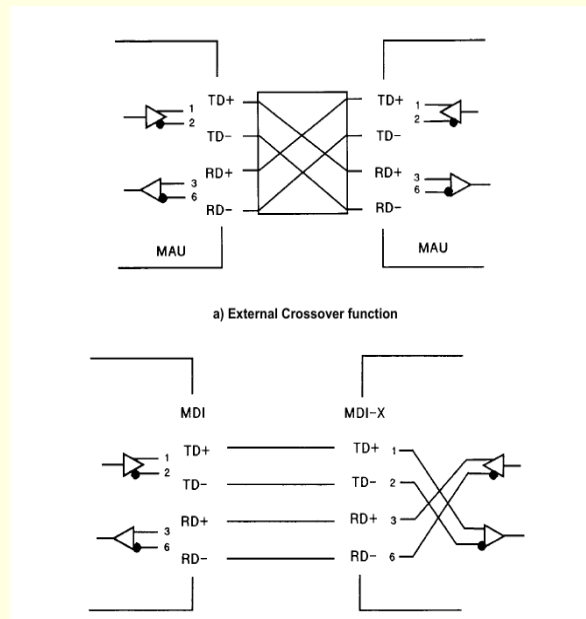 TD+ TD+
1 1
2 2
TD- TD-
RD+ RD+
3 3
6 6
RD- RD-
MAU MAU
a) External Crossover function
MDI MDI-X
1 TD+ TD+ 1
2
TD- TD- 2
3 RD+ RD+ 3
6 RD- RD- 6